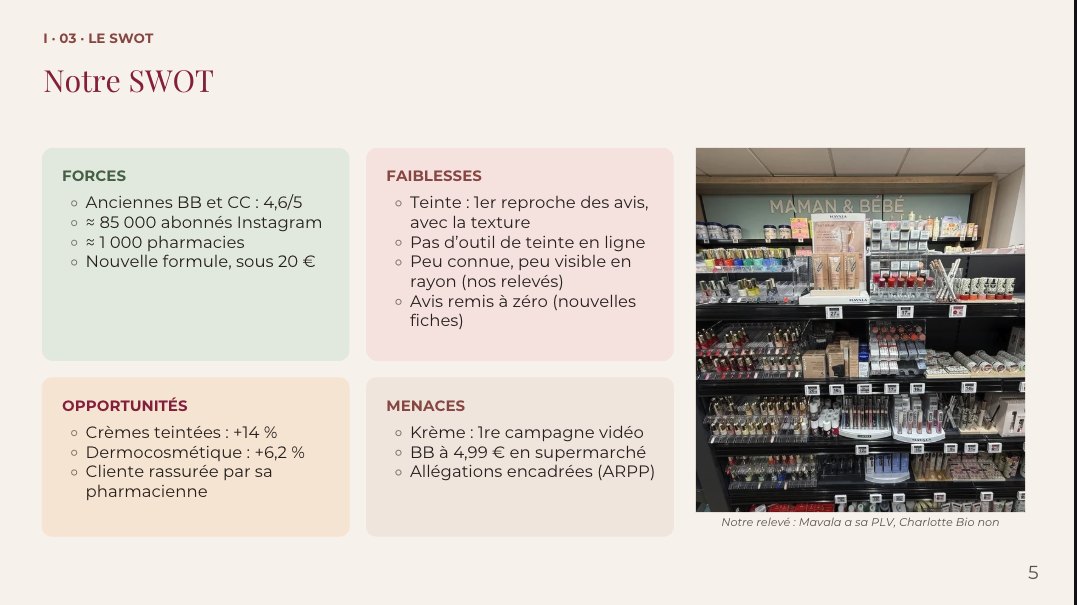 I · 03 · LE SWOT
Notre SWOT
FORCES
Anciennes BB et CC : 4,6/5
≈ 85 000 abonnés Instagram
≈ 1 000 pharmacies
Nouvelle formule, sous 20 €
FAIBLESSES
Teinte : 1er reproche des avis,
avec la texture
Pas d’outil de teinte en ligne
Peu connue, peu visible en
rayon (nos relevés)
Avis remis à zéro (nouvelles
fiches)
OPPORTUNITÉS
Crèmes teintées : +14 %
Dermocosmétique : +6,2 %
Cliente rassurée par sa
pharmacienne
MENACES
Krème : 1re campagne vidéo
BB à 4,99 € en supermarché
Allégations encadrées (ARPP)
MAMAN & BÉBÉ
MAVALA
MAVALA
Notre relevé : Mavala a sa PLV, Charlotte Bio non
5